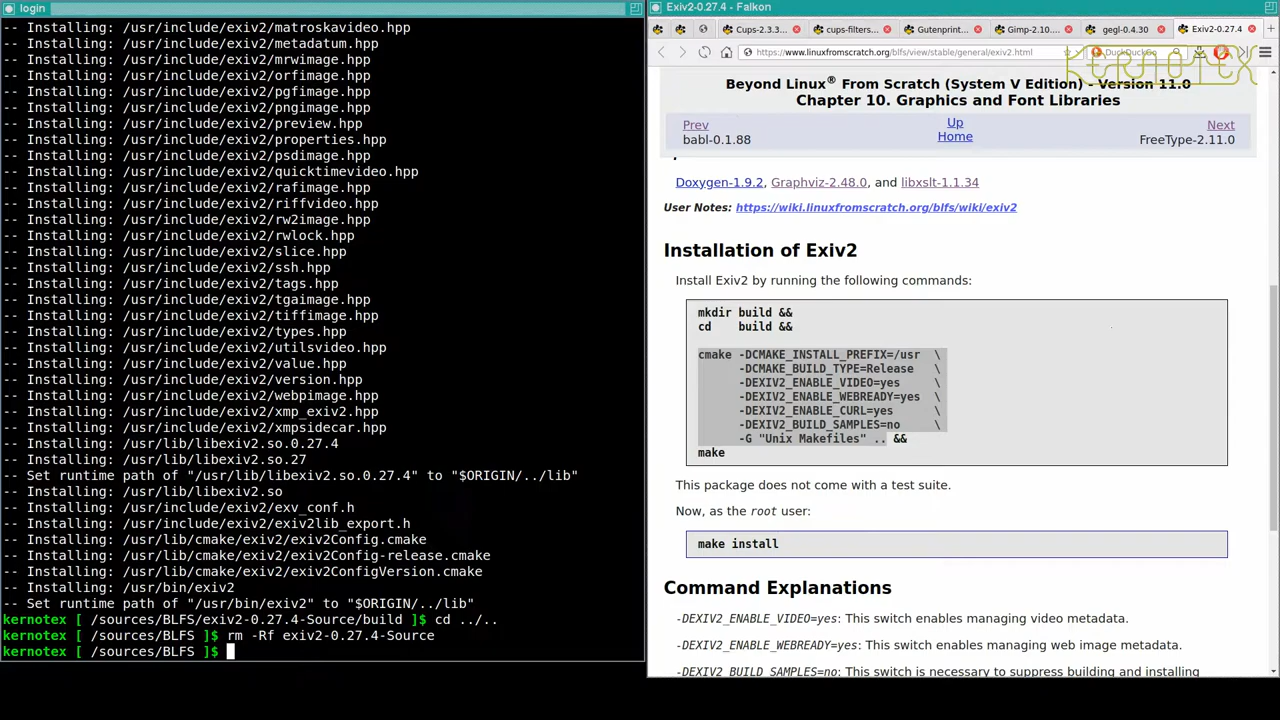 login
-- Installing: /usr/include/exiv2/matroskavideo.hpp
-- Installing: /usr/include/exiv2/metadatum.hpp
-- Installing: /usr/include/exiv2/mrwimage.hpp
-- Installing: /usr/include/exiv2/orfimage.hpp
-- Installing: /usr/include/exiv2/pgfimage.hpp
-- Installing: /usr/include/exiv2/pngimage.hpp
-- Installing: /usr/include/exiv2/preview.hpp
-- Installing: /usr/include/exiv2/properties.hpp
-- Installing: /usr/include/exiv2/psdimage.hpp
-- Installing: /usr/include/exiv2/quicktimevideo.hpp
-- Installing: /usr/include/exiv2/rafimage.hpp
-- Installing: /usr/include/exiv2/riffvideo.hpp
-- Installing: /usr/include/exiv2/rw2image.hpp
-- Installing: /usr/include/exiv2/rwlock.hpp
-- Installing: /usr/include/exiv2/slice.hpp
-- Installing: /usr/include/exiv2/ssh.hpp
-- Installing: /usr/include/exiv2/tags.hpp
-- Installing: /usr/include/exiv2/tgaimage.hpp
-- Installing: /usr/include/exiv2/tiffimage.hpp
-- Installing: /usr/include/exiv2/types.hpp
-- Installing: /usr/include/exiv2/utilsvideo.hpp
-- Installing: /usr/include/exiv2/value.hpp
-- Installing: /usr/include/exiv2/version.hpp
-- Installing: /usr/include/exiv2/webpimage.hpp
-- Installing: /usr/include/exiv2/xmp_exiv2.hpp
-- Installing: /usr/include/exiv2/xmpsidecar.hpp
-- Installing: /usr/lib/libexiv2.so.0.27.4
-- Installing: /usr/lib/libexiv2.so.27
-- Set runtime path of "/usr/lib/libexiv2.so.0.27.4" to "$ORIGIN/../lib"
-- Installing: /usr/lib/libexiv2.so
-- Installing: /usr/include/exiv2/exv_conf.h
-- Installing: /usr/include/exiv2/exiv2lib_export.h
-- Installing: /usr/lib/cmake/exiv2/exiv2Config.cmake
-- Installing: /usr/lib/cmake/exiv2/exiv2Config-release.cmake
-- Installing: /usr/lib/cmake/exiv2/exiv2ConfigVersion.cmake
-- Installing: /usr/bin/exiv2
-- Set runtime path of "/usr/bin/exiv2" to "$ORIGIN/../lib"
kernotex [ /sources/BLFS/exiv2-0.27.4-Source/build ]$ cd ../..
kernotex [ /sources/BLFS ]$ rm -Rf exiv2-0.27.4-Source
kernotex [ /sources/BLFS ]$
Exiv2-0.27.4 - Falkon
Cups-2.3.3... cups-filters... Gutenprint... Gimp-2.10.... gegl-0.4.30 Exiv2-0.27.4
https://www.linuxfromscratch.org/blfs/view/stable/general/exiv2.html DuckDuckGo
KERNOTEX
Beyond Linux® From Scratch (System V Edition) - Version 11.0
Chapter 10. Graphics and Font Libraries
Prev Up Next
babl-0.1.88 Home FreeType-2.11.0
Doxygen-1.9.2, Graphviz-2.48.0, and libxslt-1.1.34
User Notes: https://wiki.linuxfromscratch.org/blfs/wiki/exiv2
Installation of Exiv2
Install Exiv2 by running the following commands:
mkdir build &&
cd    build &&
cmake -DCMAKE_INSTALL_PREFIX=/usr  \
-DCMAKE_BUILD_TYPE=Release   \
-DEXIV2_ENABLE_VIDEO=yes     \
-DEXIV2_ENABLE_WEBREADY=yes  \
-DEXIV2_ENABLE_CURL=yes      \
-DEXIV2_BUILD_SAMPLES=no     \
-G "Unix Makefiles" .. &&
make
This package does not come with a test suite.
Now, as the root user:
make install
Command Explanations
-DEXIV2_ENABLE_VIDEO=yes: This switch enables managing video metadata.
-DEXIV2_ENABLE_WEBREADY=yes: This switch enables managing web image metadata.
-DEXIV2_BUILD_SAMPLES=no: This switch is necessary to suppress building and installing